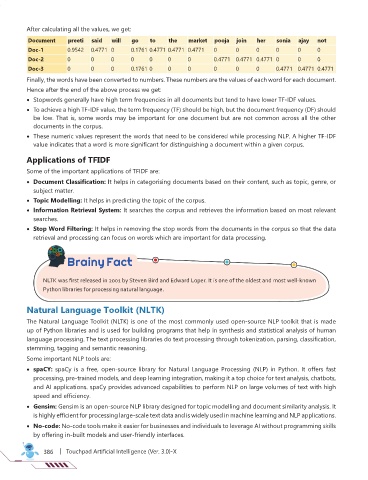 After calculating all the values, we get:
Document preeti said will go to the market pooja join her sonia ajay not
Doc-1 0.9542 0.4771 0 0.1761 0.4771 0.4771 0.4771 0 0 0 0 0 0
Doc-2 0 0 0 0 0 0 0 0.4771 0.4771 0.4771 0 0 0
Doc-3 0 0 0 0.1761 0 0 0 0 0 0 0.4771 0.4771 0.4771
Finally, the words have been converted to numbers. These numbers are the values of each word for each document.
Hence after the end of the above process we get:
• Stopwords generally have high term frequencies in all documents but tend to have lower TF-IDF values.
• To achieve a high TF-IDF value, the term frequency (TF) should be high, but the document frequency (DF) should
be low. That is, some words may be important for one document but are not common across all the other
documents in the corpus.
• These numeric values represent the words that need to be considered while processing NLP. A higher TF-IDF
value indicates that a word is more significant for distinguishing a document within a given corpus.
Applications of TFIDF
Some of the important applications of TFIDF are:
• Document Classification: It helps in categorising documents based on their content, such as topic, genre, or
subject matter.
• Topic Modelling: It helps in predicting the topic of the corpus.
• Information Retrieval System: It searches the corpus and retrieves the information based on most relevant
searches.
• Stop Word Filtering: It helps in removing the stop words from the documents in the corpus so that the data
retrieval and processing can focus on words which are important for data processing.
Brainy Fact
NLTK was first released in 2001 by Steven Bird and Edward Loper. It is one of the oldest and most well-known
Python libraries for processing natural language.
Natural Language Toolkit (NLTK)
The Natural Language Toolkit (NLTK) is one of the most commonly used open-source NLP toolkit that is made
up of Python libraries and is used for building programs that help in synthesis and statistical analysis of human
language processing. The text processing libraries do text processing through tokenization, parsing, classification,
stemming, tagging and semantic reasoning.
Some important NLP tools are:
• spaCY: spaCy is a free, open-source library for Natural Language Processing (NLP) in Python. It offers fast
processing, pre-trained models, and deep learning integration, making it a top choice for text analysis, chatbots,
and AI applications. spaCy provides advanced capabilities to perform NLP on large volumes of text with high
speed and efficiency.
• Gensim: Gensim is an open-source NLP library designed for topic modelling and document similarity analysis. It
is highly efficient for processing large-scale text data and is widely used in machine learning and NLP applications.
• No-code: No-code tools make it easier for businesses and individuals to leverage AI without programming skills
by offering in-built models and user-friendly interfaces.
386 | Touchpad Artificial Intelligence (Ver. 3.0)-X